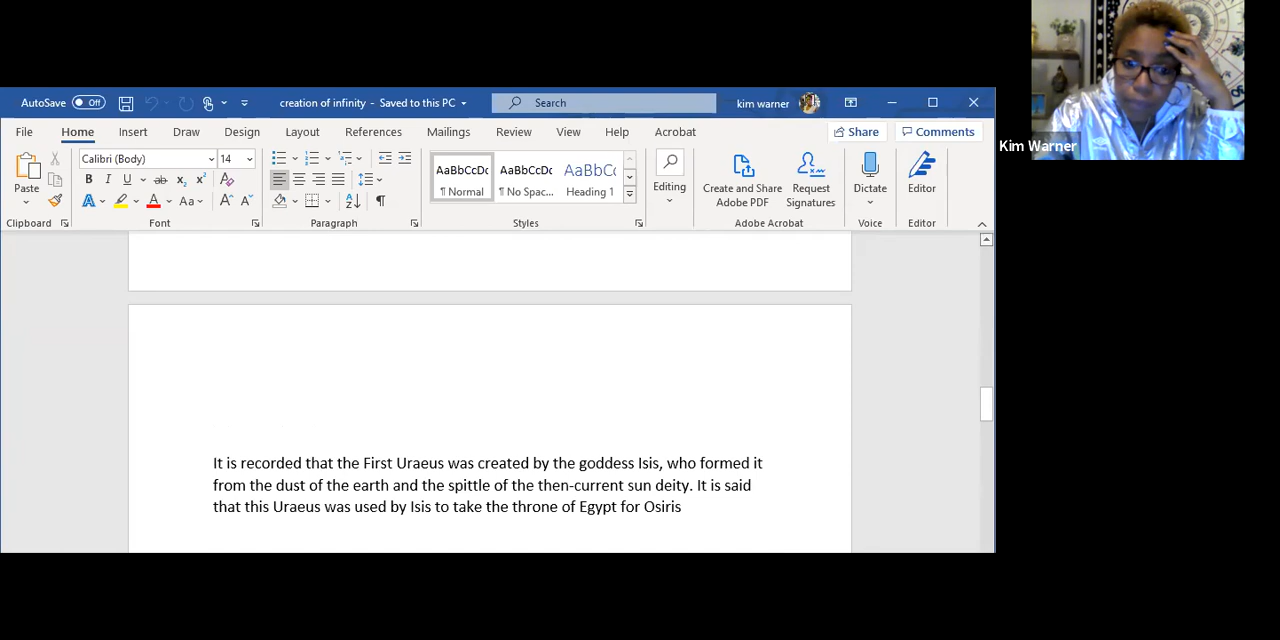 AutoSave Off creation of infinity - Saved to this PC Search kim warner
File Home Insert Draw Design Layout References Mailings Review View Help Acrobat Share Comments
Kim Warner
Calibri (Body) 14
AaBbCcDc AaBbCcDc AaBbCc
Paste
B I U ab x₂ x²
¶ Normal ¶ No Spac... Heading 1
Editing
Create and Share Adobe PDF
Request Signatures
Dictate
Editor
A A Aa A A
Clipboard Font Paragraph Styles Adobe Acrobat Voice Editor
It is recorded that the First Uraeus was created by the goddess Isis, who formed it
from the dust of the earth and the spittle of the then-current sun deity. It is said
that this Uraeus was used by Isis to take the throne of Egypt for Osiris